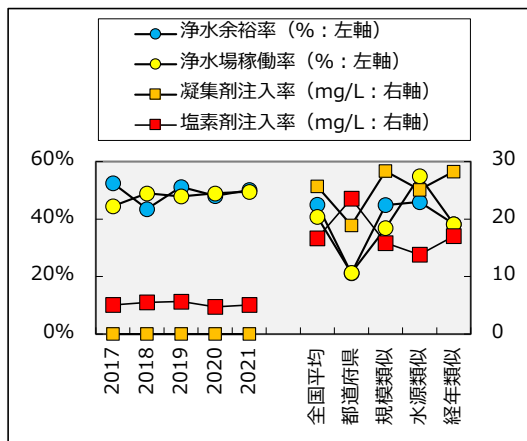 浄水余裕率（%：左軸）
浄水場稼働率（%：左軸）
凝集剤注入率（mg/L：右軸）
塩素剤注入率（mg/L：右軸）
60%
40%
20%
0%
30
20
10
0
2017
2018
2019
2020
2021
全国平均
都道府県
規模類似
水源類似
経年類似